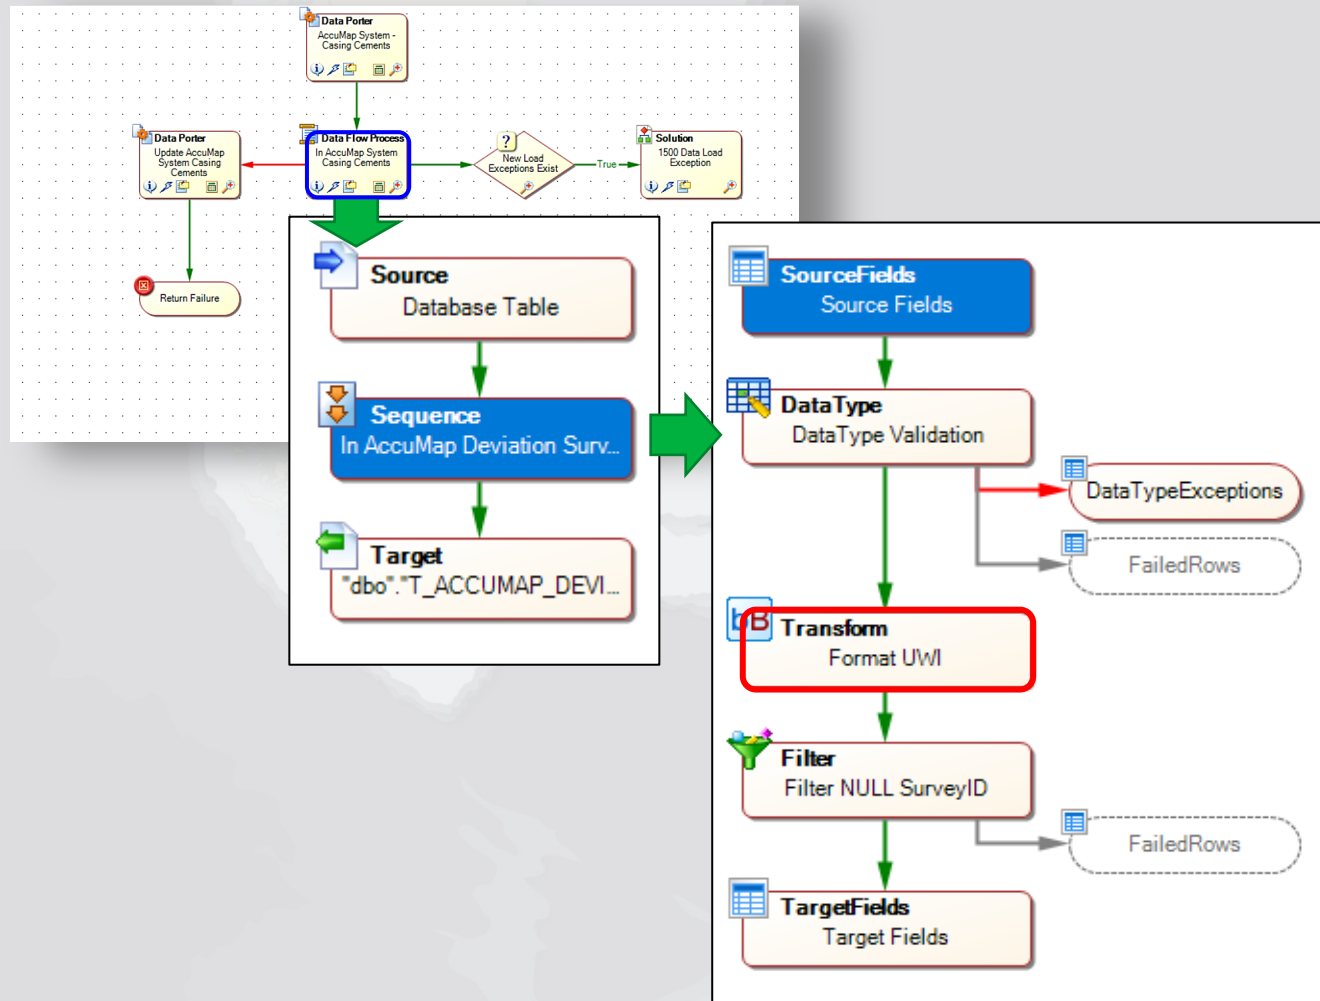 Data Porter
AccuMap System -
Casing Cements
Data Porter
Update AccuMap
System Casing
Cements
Data Flow Process
In AccuMap System
Casing Cements
?
New Load
Exceptions Exist
True
Solution
1500 Data Load
Exception
Return Failure
Source
Database Table
Sequence
In AccuMap Deviation Surv...
Target
"dbo"."T_ACCUMAP_DEVI...
SourceFields
Source Fields
DataType
DataType Validation
DataTypeExceptions
FailedRows
bB
Transform
Format UWI
Filter
Filter NULL SurveyID
FailedRows
TargetFields
Target Fields